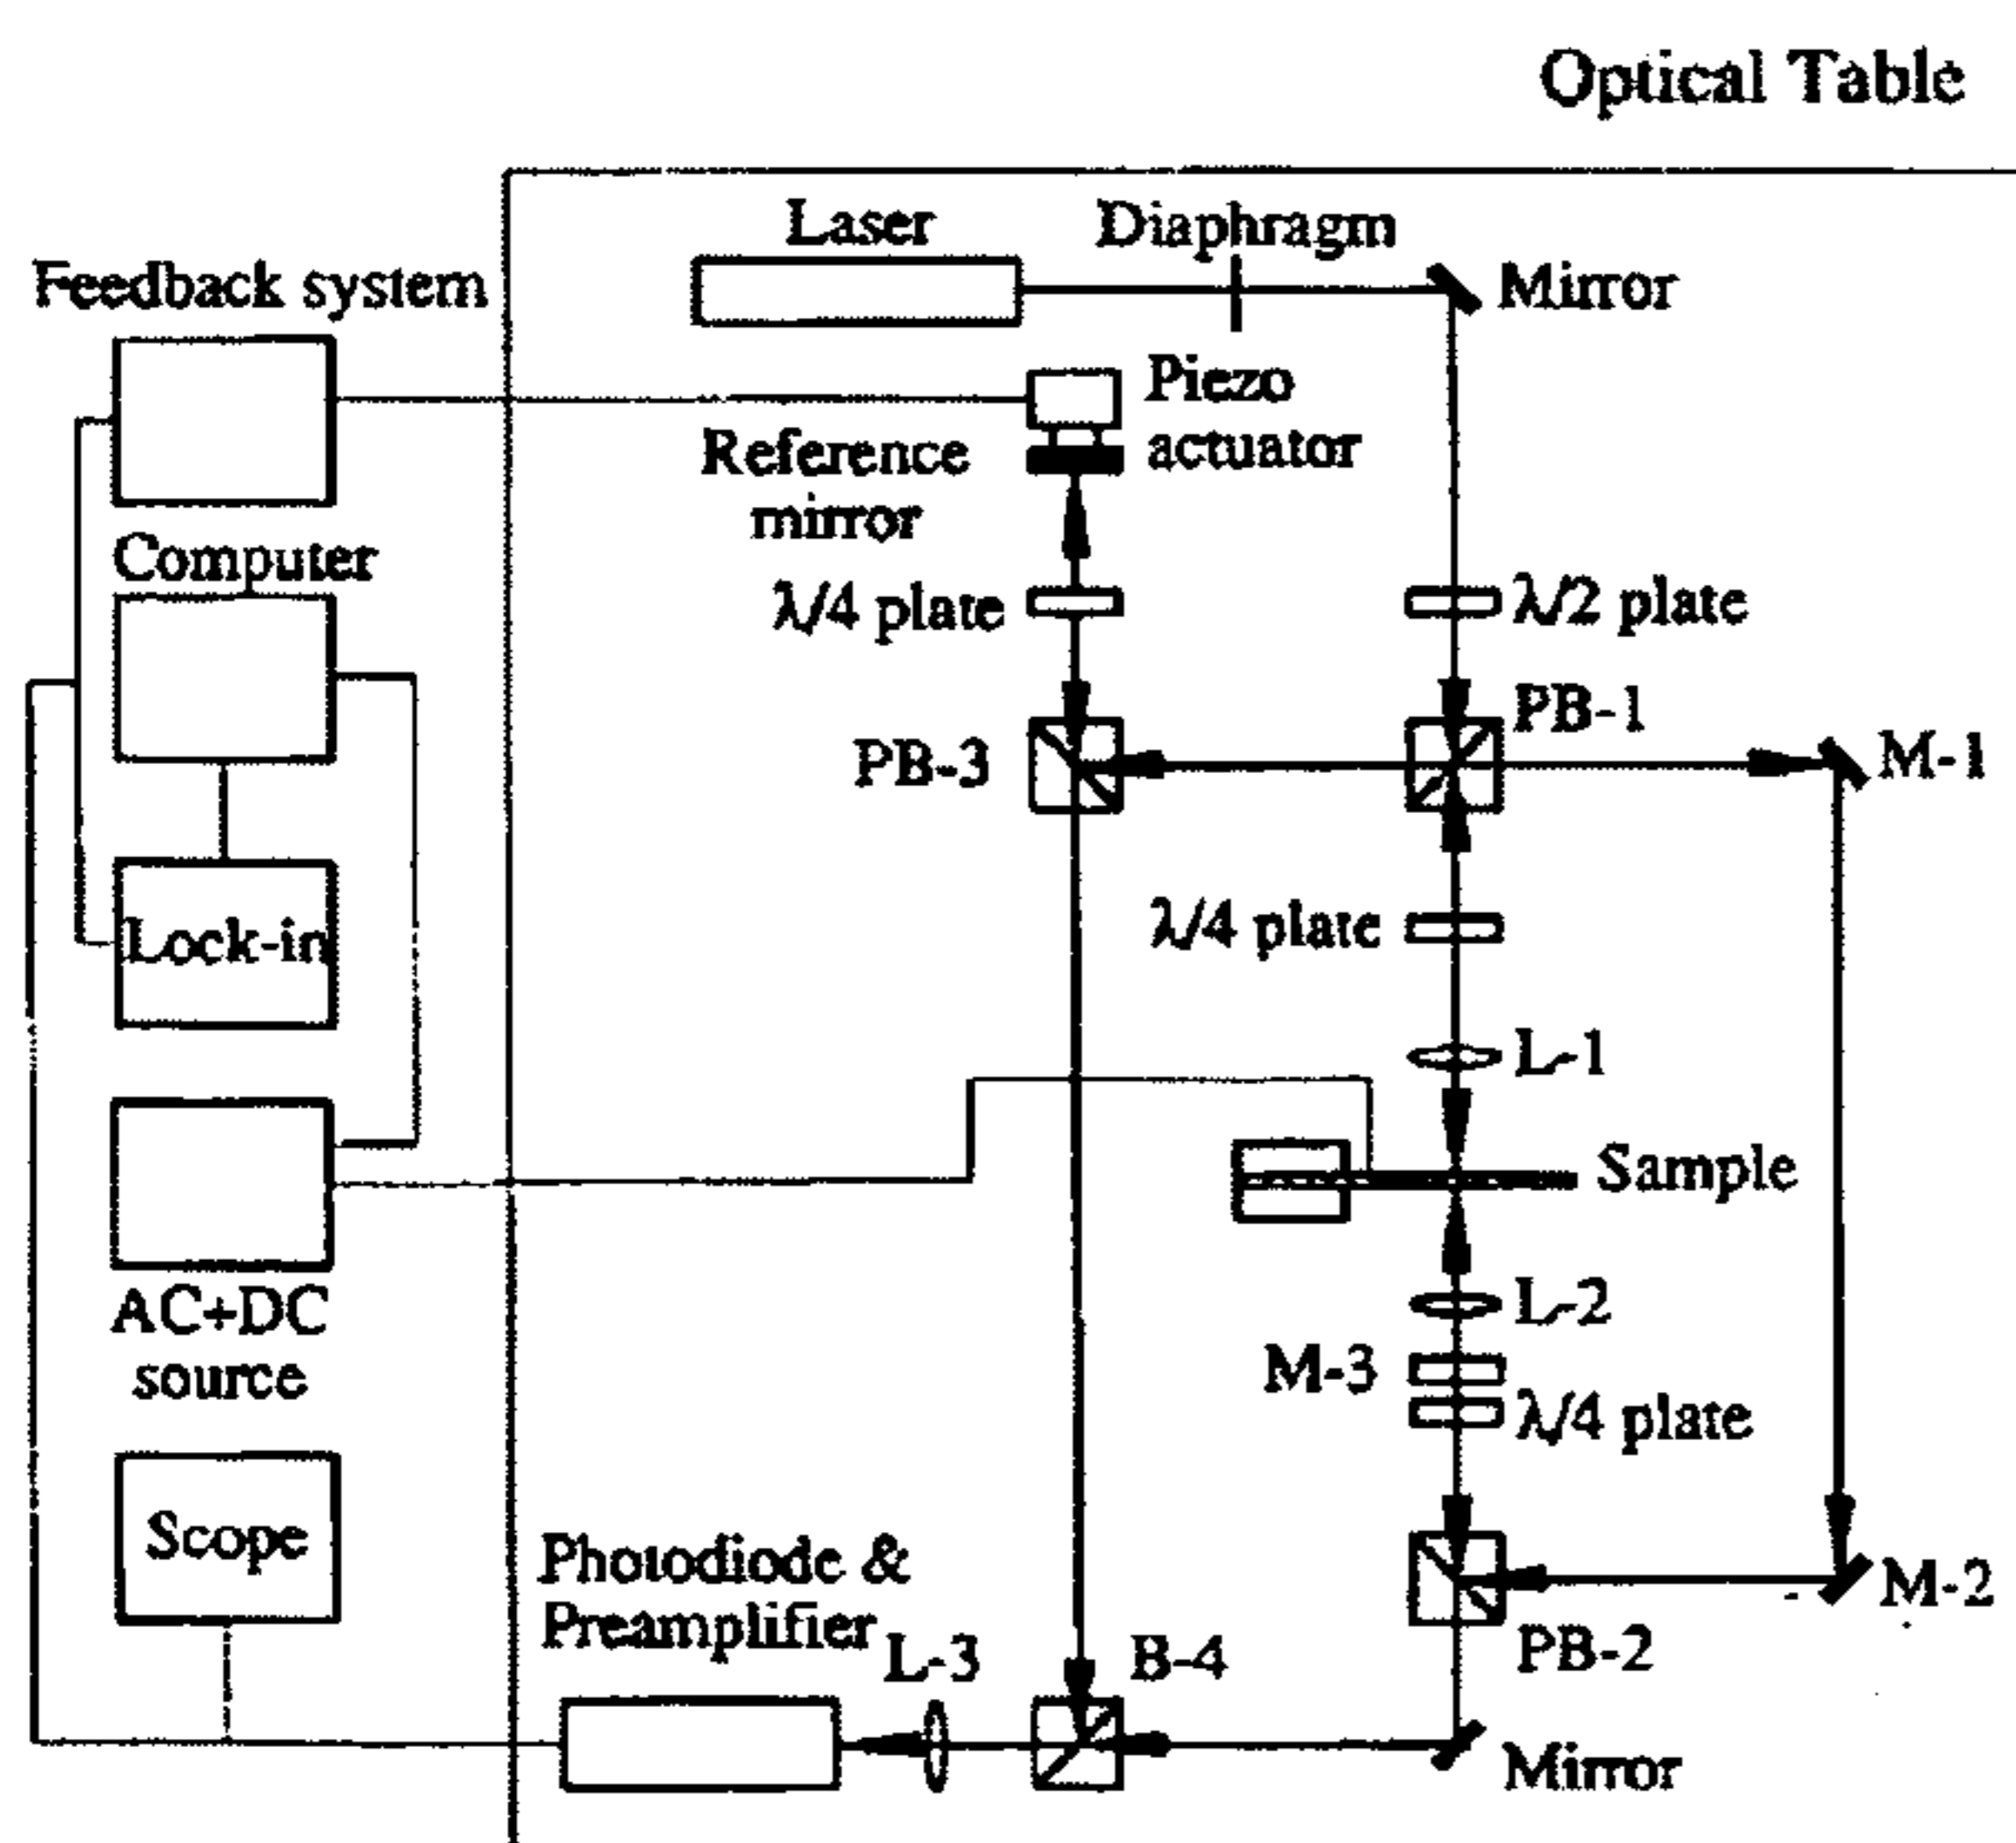 Optical Table
Laser
Diaphragm
Mirror
Feedback system
Piezo
actuator
Reference
mirror
Computer
λ/4 plate
λ/2 plate
PB-3
PB-1
M-1
Lock-in
λ/4 plate
L-1
Sample
AC+DC
source
L-2
M-3
λ/4 plate
Scope
Photodiode &
Preamplifier
L-3
B-4
PB-2
M-2
Mirror